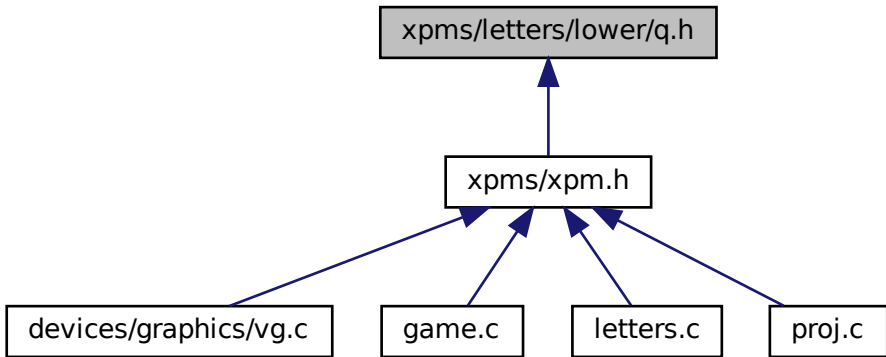 xpms/letters/lower/q.h
xpms/xpm.h
devices/graphics/vg.c
game.c
letters.c
proj.c